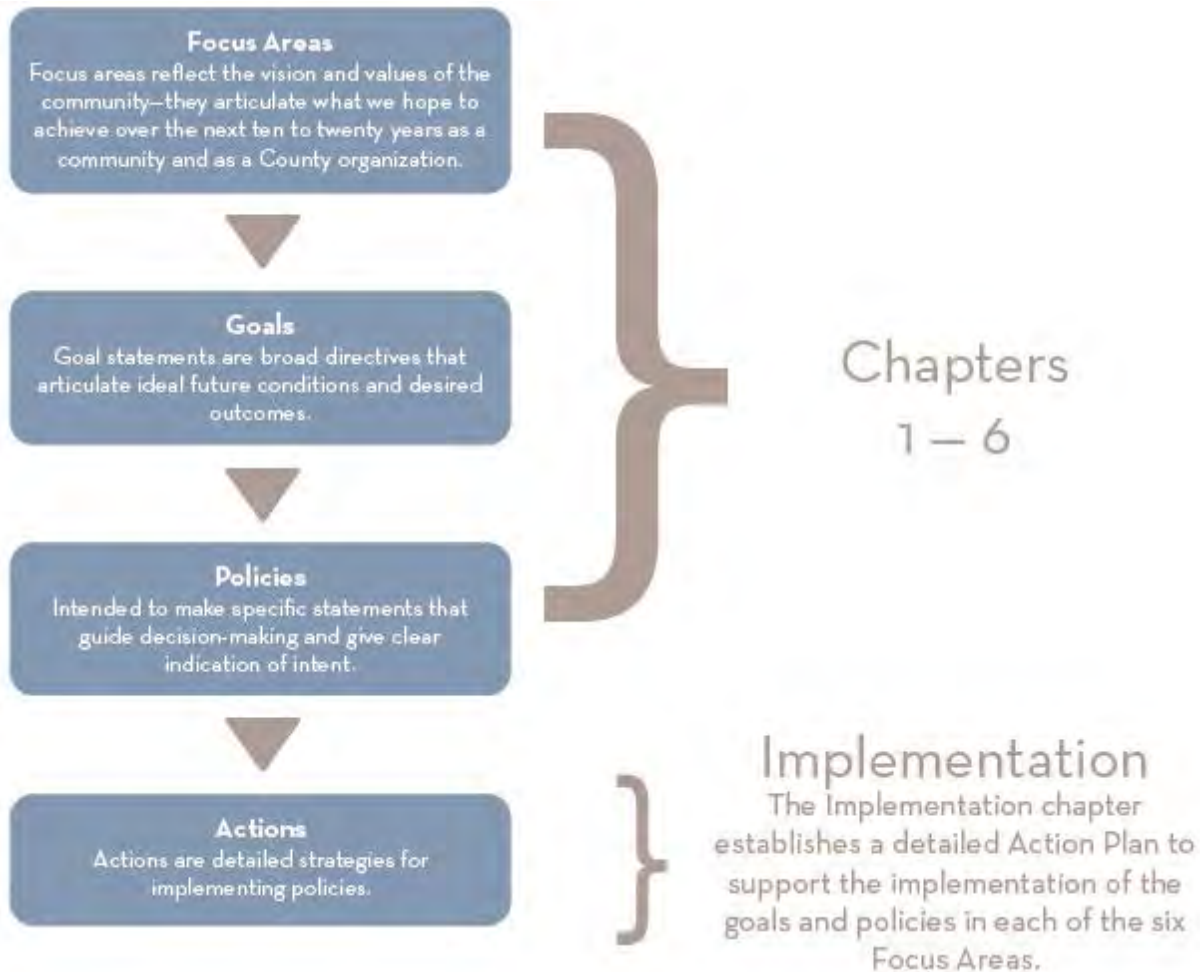 Focus Areas
Focus areas reflect the vision and values of the
community—they articulate what we hope to
achieve over the next ten to twenty years as a
community and as a County organization.
Goals
Goal statements are broad directives that
articulate ideal future conditions and desired
outcomes.
Policies
Intended to make specific statements that
guide decision-making and give clear
indication of intent.
Chapters
1 — 6
Actions
Actions are detailed strategies for
implementing policies.
Implementation
The Implementation chapter
establishes a detailed Action Plan to
support the implementation of the
goals and policies in each of the six
Focus Areas.